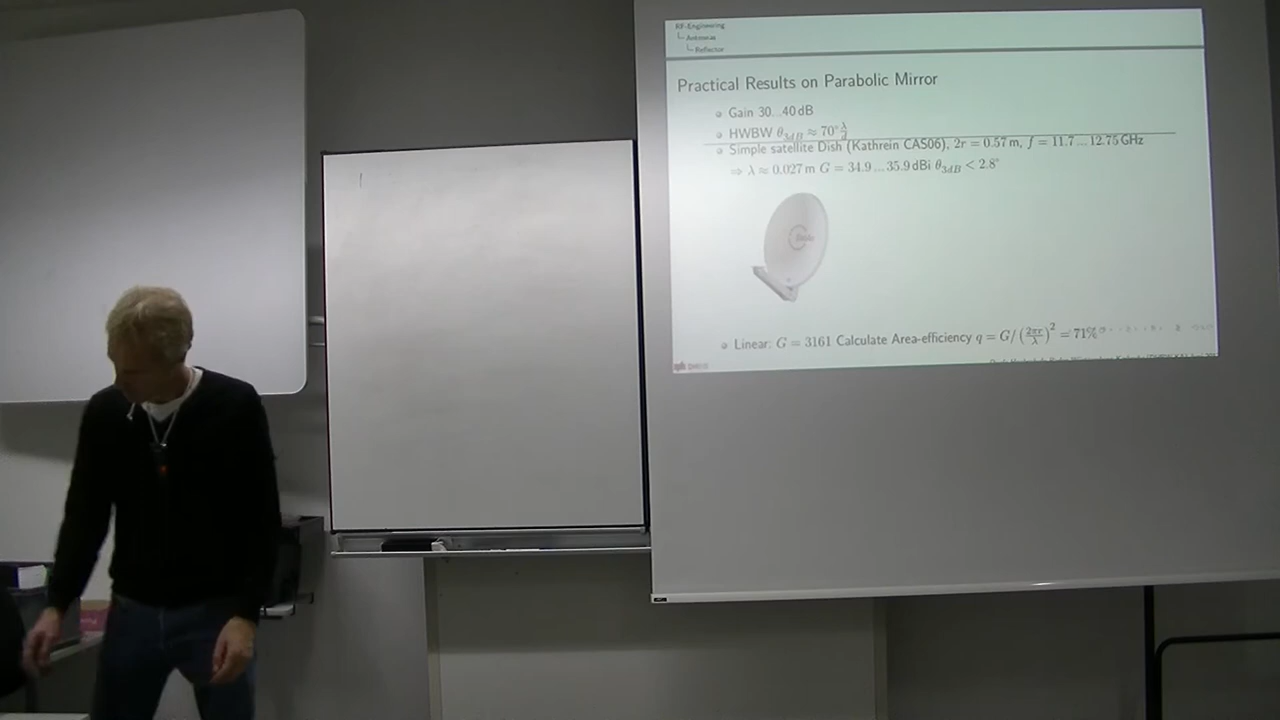 RF-Engineering
Antennas
Reflector
Practical Results on Parabolic Mirror
Gain 30...40 dB
HWBW θ3dB ≈ 70° λ/d
Simple satellite Dish (Kathrein CAS06), 2r = 0.57 m, f = 11.7...12.75 GHz
⇒ λ ≈ 0.027 m G = 34.9...35.9 dBi θ3dB < 2.8°
Linear: G = 3161 Calculate Area-efficiency q = G/(2πr/λ)² = 71%